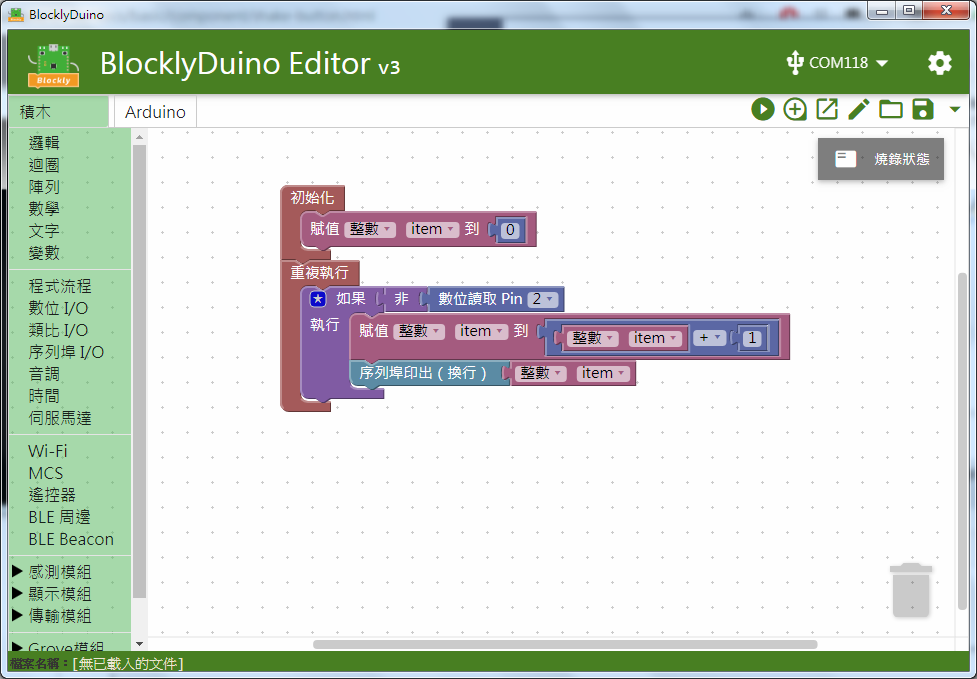 BlocklyDuino
Blockly
BlocklyDuino Editor v3
COM118
積木
Arduino
邏輯
迴圈
陣列
數學
文字
變數
程式流程
數位 I/O
類比 I/O
序列埠 I/O
音調
時間
伺服馬達
Wi-Fi
MCS
遙控器
BLE 周邊
BLE Beacon
感測模組
顯示模組
傳輸模組
Grove模組
燒錄狀態
初始化
賦值 整數 item 到 0
重複執行
如果 非 數位讀取 Pin 2
執行 賦值 整數 item 到 整數 item + 1
序列埠印出（換行） 整數 item
檔案名稱：[無已載入的文件]